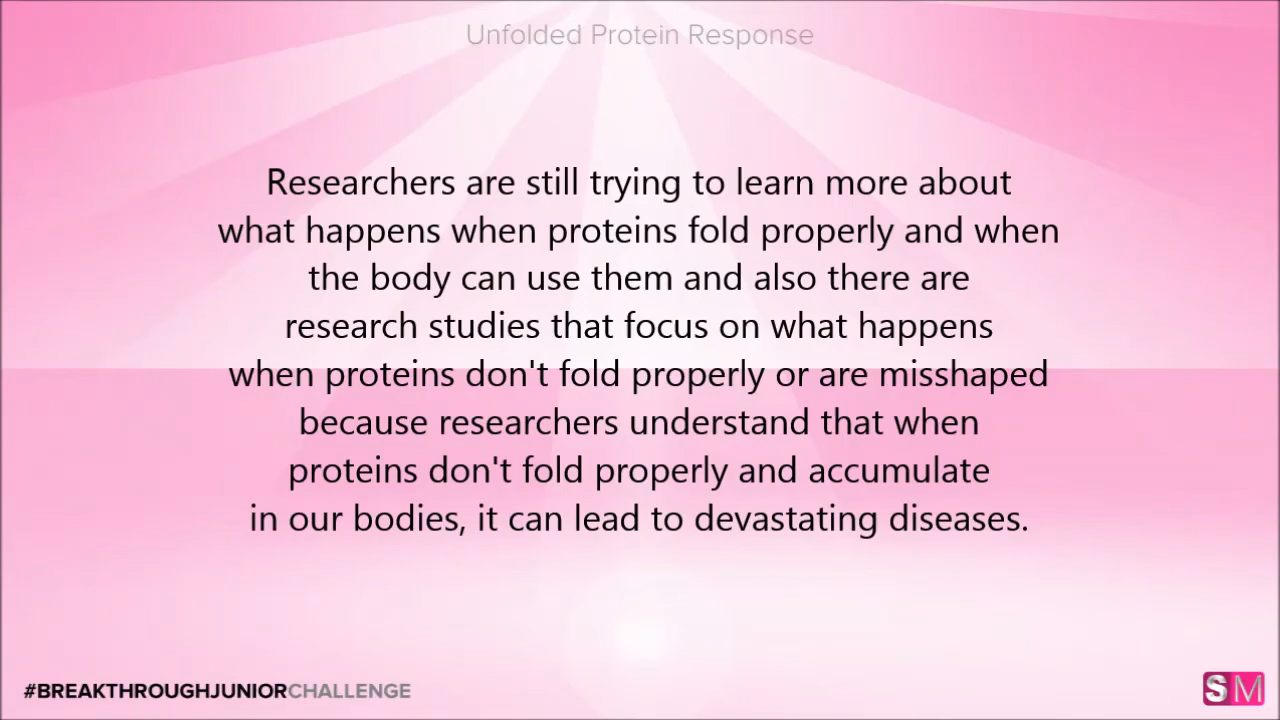 Unfolded Protein Response
Researchers are still trying to learn more about
what happens when proteins fold properly and when
the body can use them and also there are
research studies that focus on what happens
when proteins don't fold properly or are misshaped
because researchers understand that when
proteins don't fold properly and accumulate
in our bodies, it can lead to devastating diseases.
#BREAKTHROUGHJUNIORCHALLENGE
SM